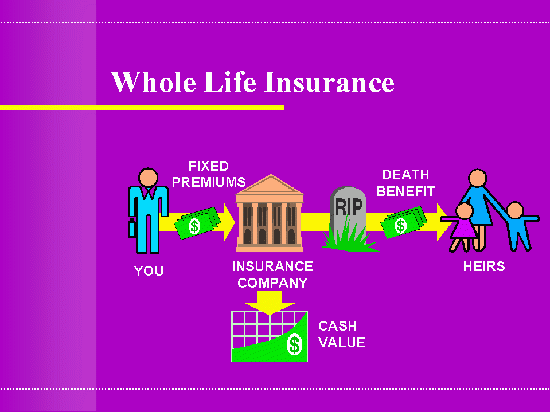 Whole Life Insurance
FIXED
PREMIUMS
DEATH
BENEFIT
RIP
$
$
YOU
INSURANCE
COMPANY
HEIRS
$
CASH
VALUE